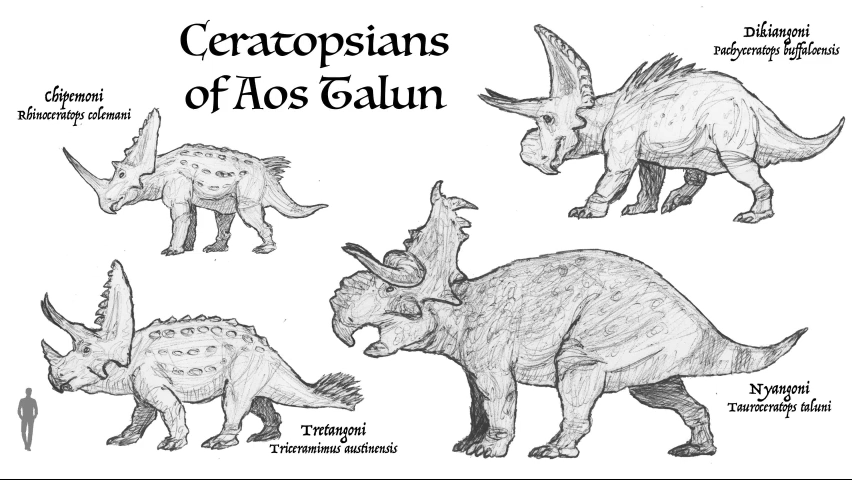 Ceratopsians
of Aos Talun
Dikiangoni
Pachyceratops buffaloensis
Chipemoni
Rhinoceratops colemani
Nyangoni
Tauroceratops taluni
Tretangoni
Triceramimus austinensis